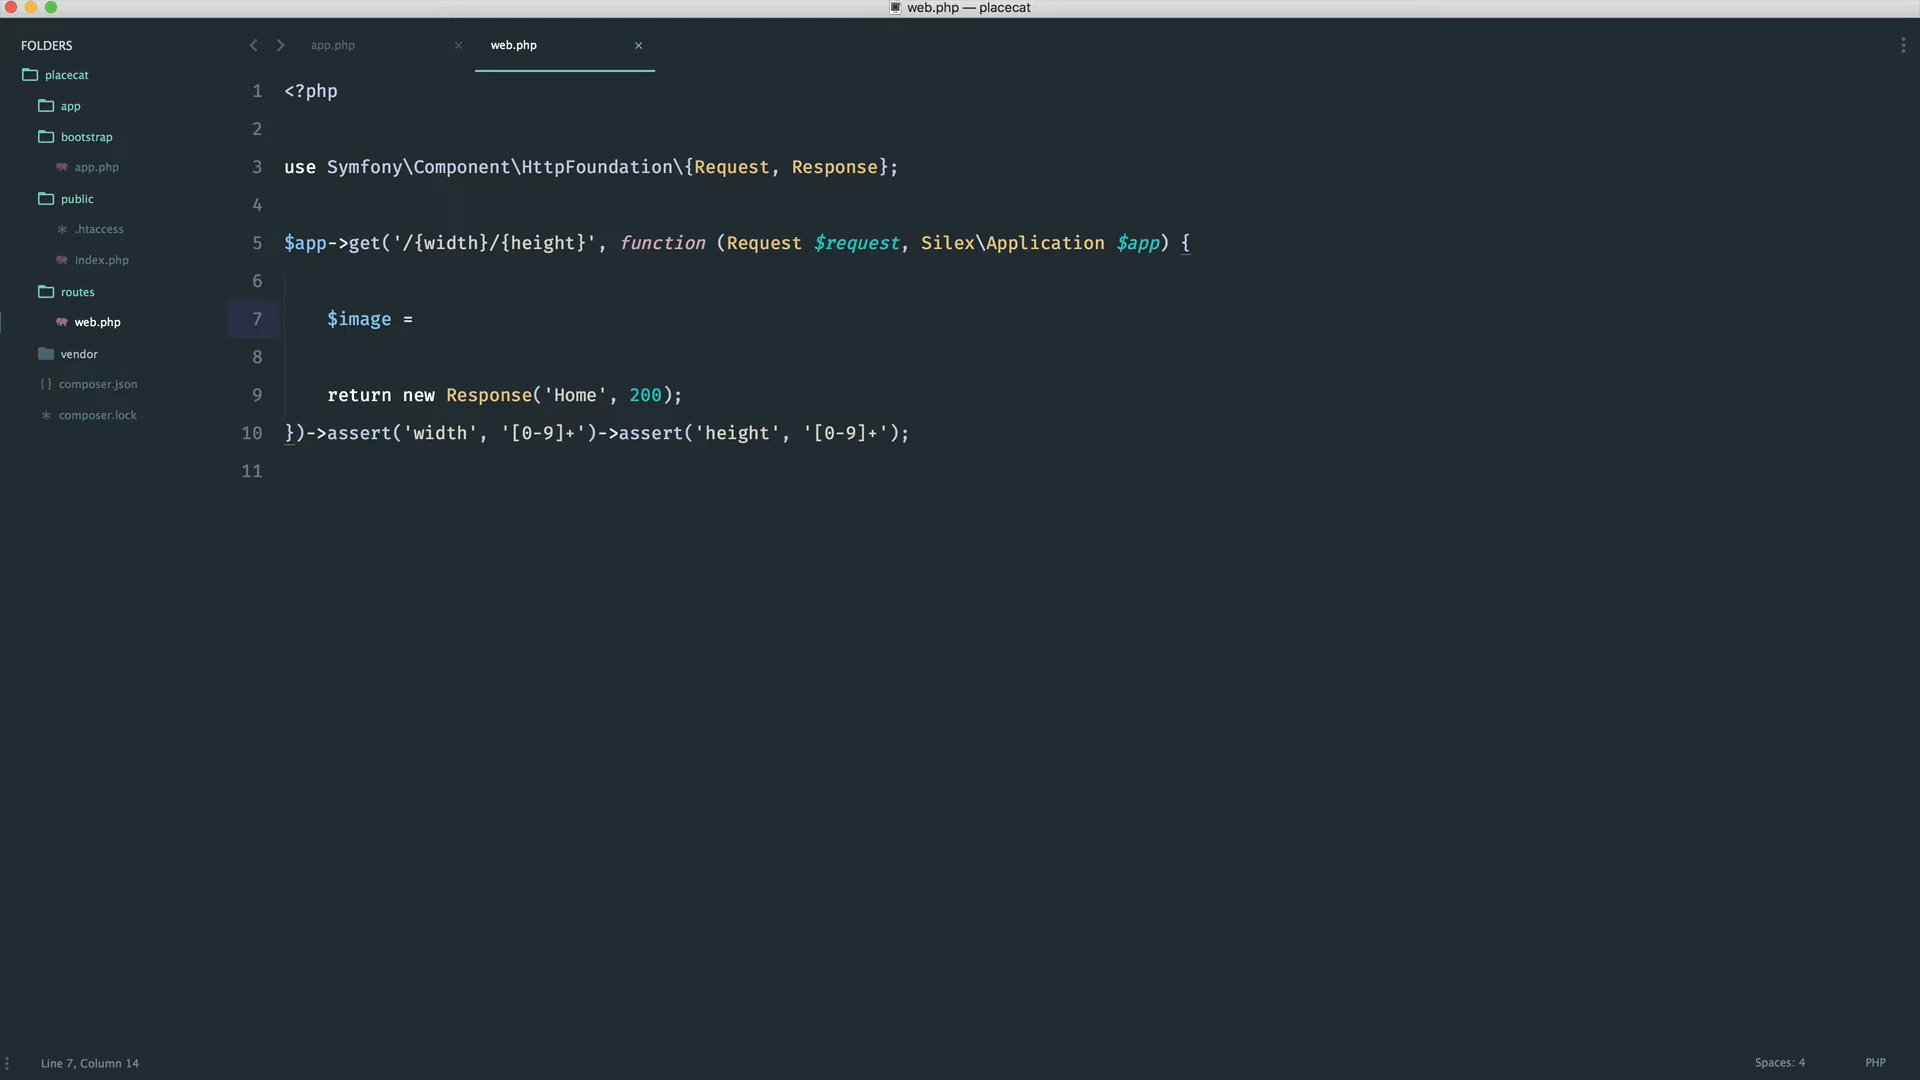 web.php — placecat
FOLDERS
placecat
app
bootstrap
app.php
public
.htaccess
index.php
routes
web.php
vendor
composer.json
composer.lock
app.php
web.php
1 <?php
2
3 use Symfony\Component\HttpFoundation\{Request, Response};
4
5 $app->get('/{width}/{height}', function (Request $request, Silex\Application $app) {
6
7     $image =
8
9     return new Response('Home', 200);
10 })->assert('width', '[0-9]+')->assert('height', '[0-9]+');
11
Line 7, Column 14
Spaces: 4
PHP